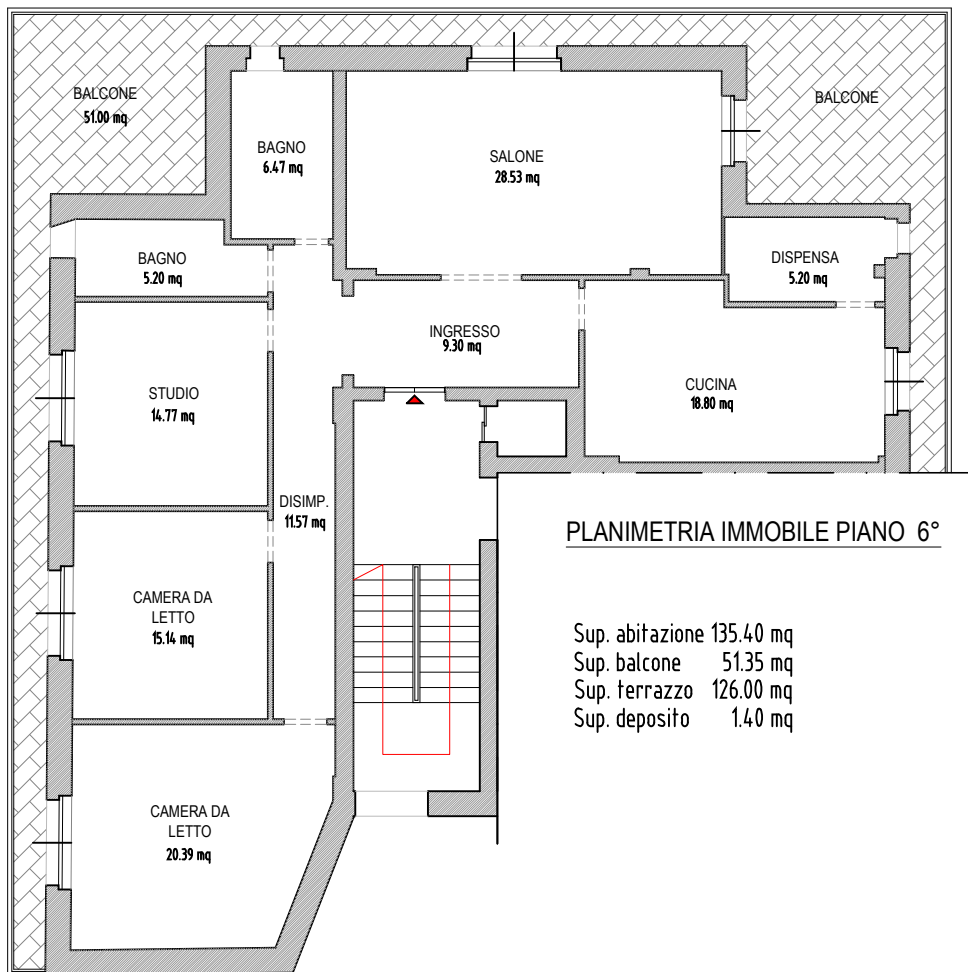 BALCONE
51.00 mq
BALCONE
BAGNO
6.47 mq
SALONE
28.53 mq
BAGNO
5.20 mq
DISPENSA
5.20 mq
INGRESSO
9.30 mq
STUDIO
14.77 mq
CUCINA
18.80 mq
DISIMP.
11.57 mq
PLANIMETRIA IMMOBILE PIANO 6°
CAMERA DA
LETTO
15.14 mq
Sup. abitazione 135.40 mq
Sup. balcone 51.35 mq
Sup. terrazzo 126.00 mq
Sup. deposito 1.40 mq
CAMERA DA
LETTO
20.39 mq